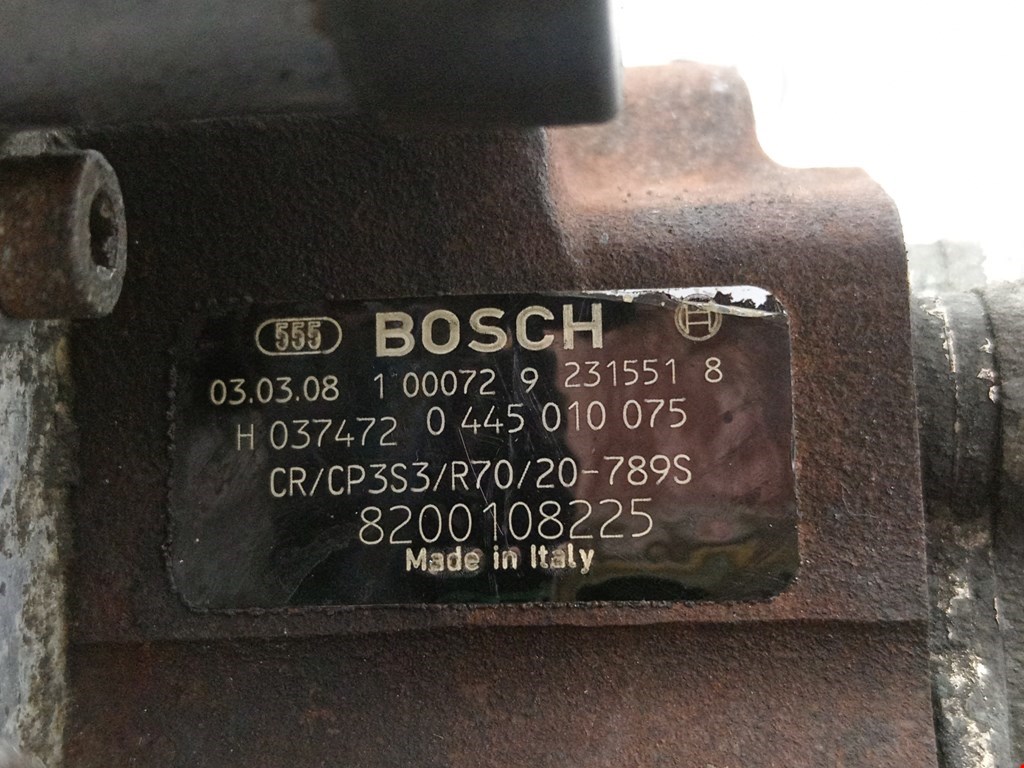 555 BOSCH
03.03.08 1 00072 9 231551 8
H 037472 0 445 010 075
CR/CP3S3/R70/20-789S
8200108225
Made in Italy